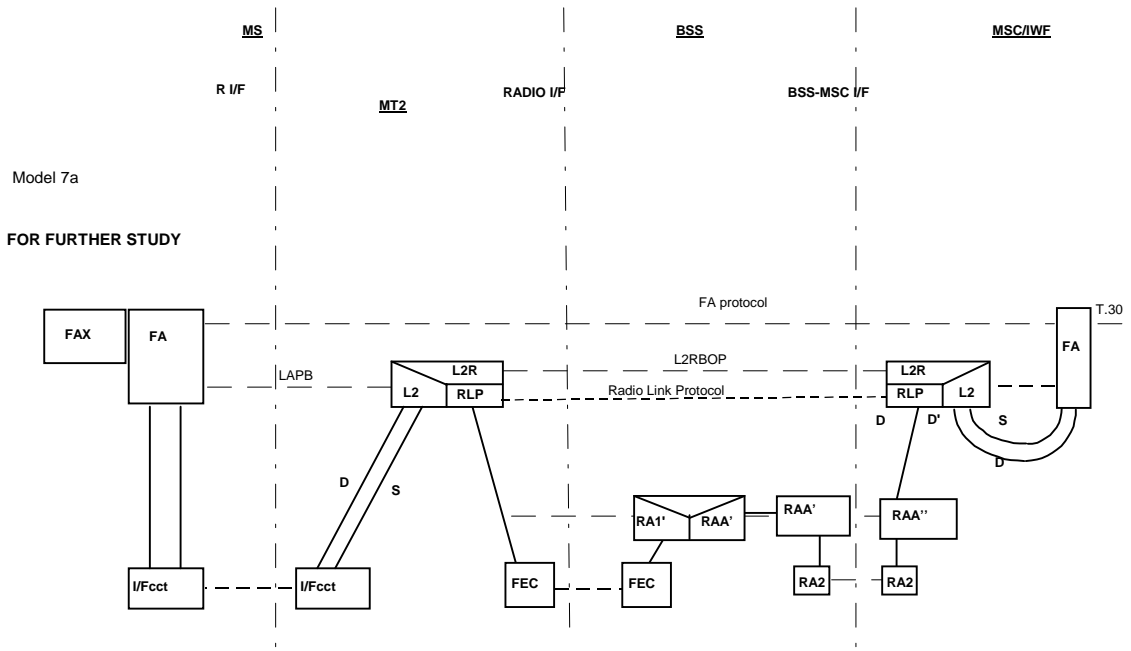 MS
BSS
MSC/IWF
R I/F
MT2
RADIO I/F
BSS-MSC I/F
Model 7a
FOR FURTHER STUDY
FA protocol
T.30
FAX
FA
FA
LAPB
L2R
L2RBOP
L2R
L2
RLP
Radio Link Protocol
RLP
L2
D
D'
S
D
D
S
RA1'
RAA'
RAA'
RAA''
I/Fcct
I/Fcct
FEC
FEC
RA2
RA2